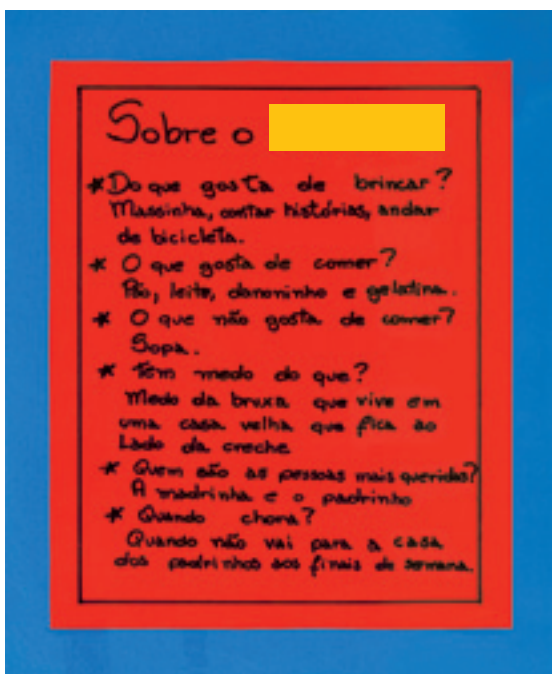 Sobre o
* Do que gosta de brincar?
Massinha, contar histórias, andar
de bicicleta.
* O que gosta de comer?
Pão, leite, danoninho e gelatina.
* O que não gosta de comer?
Sopa.
* Tem medo do que?
Medo da bruxa que vive em
uma casa velha que fica ao
Lado da creche
* Quem são as pessoas mais queridas?
A madrinha e o padrinho
* Quando chora?
Quando não vai para a casa
dos padrinhos aos finais de semana.